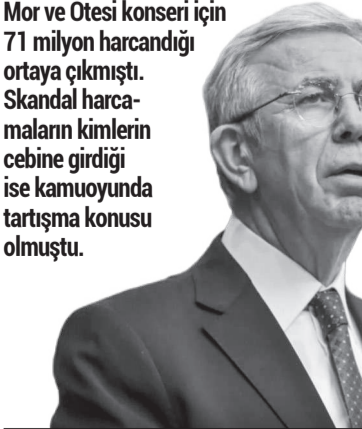 Mor ve Ötesi konseri için
71 milyon harcandığı
ortaya çıkmıştı.
Skandal harca-
maların kimlerin
cebine girdiği
ise kamuoyunda
tartışma konusu
olmuştu.